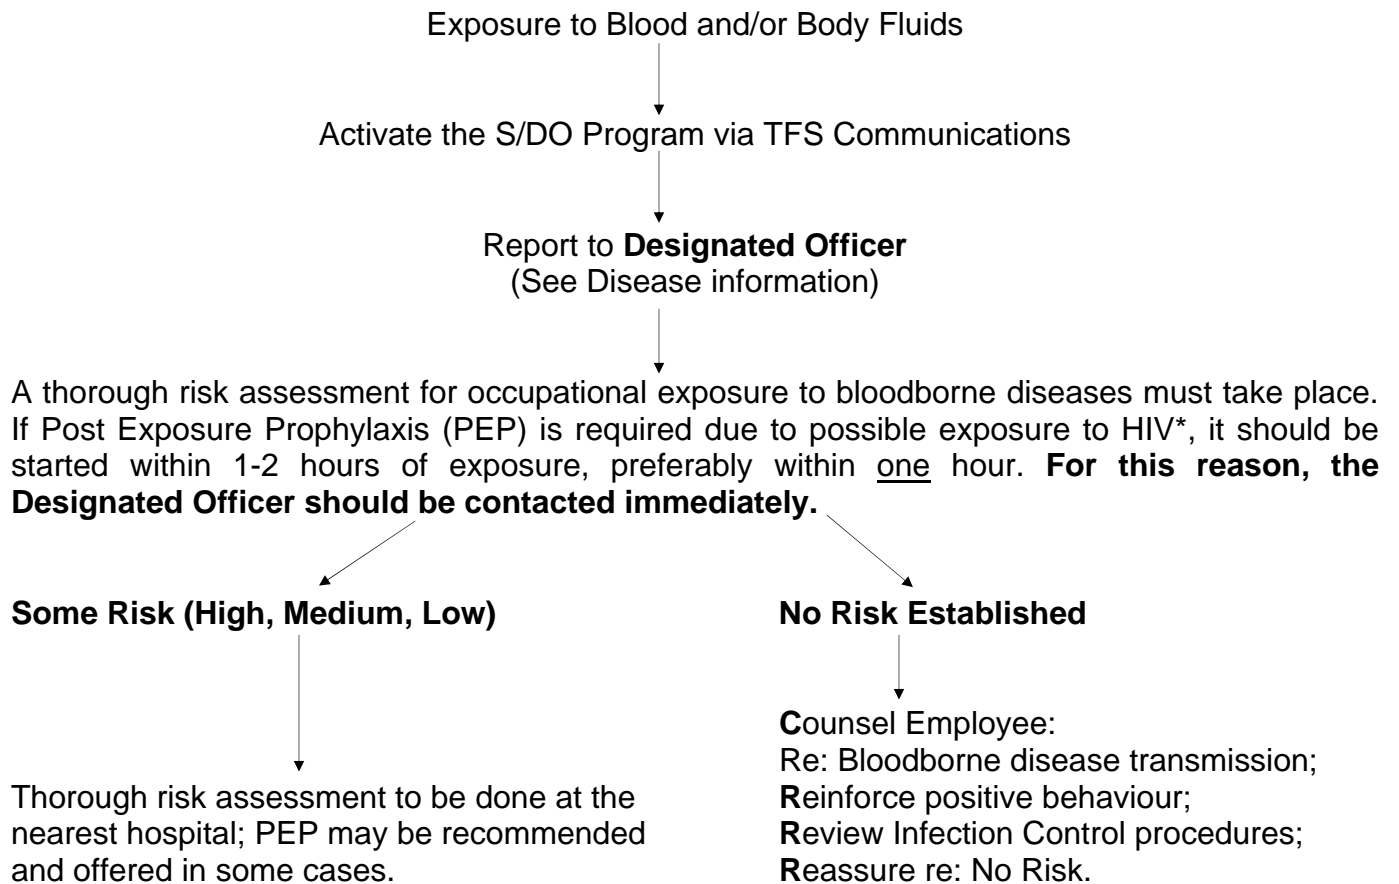 Exposure to Blood and/or Body Fluids
Activate the S/DO Program via TFS Communications
Report to Designated Officer
(See Disease information)
A thorough risk assessment for occupational exposure to bloodborne diseases must take place.
If Post Exposure Prophylaxis (PEP) is required due to possible exposure to HIV*, it should be
started within 1-2 hours of exposure, preferably within one hour. For this reason, the
Designated Officer should be contacted immediately.
Some Risk (High, Medium, Low)
Thorough risk assessment to be done at the
nearest hospital; PEP may be recommended
and offered in some cases.
No Risk Established
Counsel Employee:
Re: Bloodborne disease transmission;
Reinforce positive behaviour;
Review Infection Control procedures;
Reassure re: No Risk.